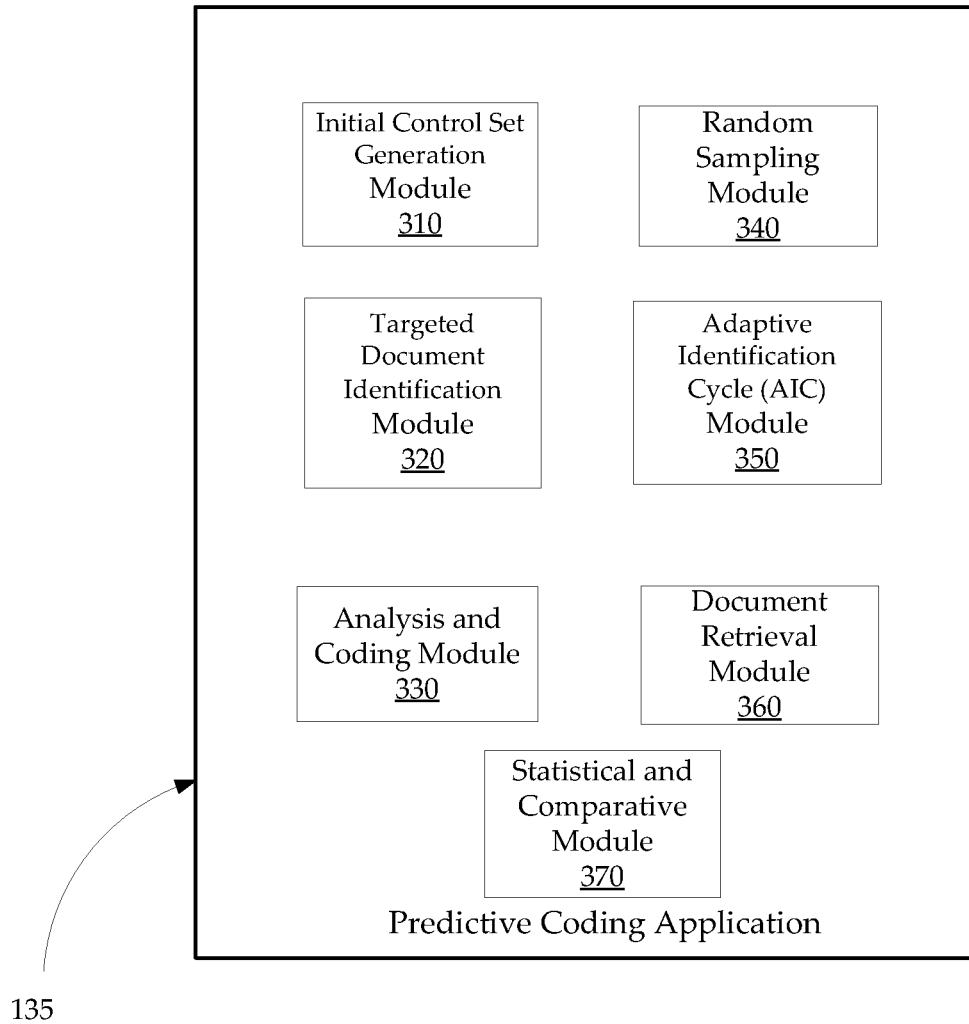 Initial Control Set
Generation
Module
310
Random
Sampling
Module
340
Targeted
Document
Identification
Module
320
Adaptive
Identification
Cycle (AIC)
Module
350
Analysis and
Coding Module
330
Document
Retrieval
Module
360
Statistical and
Comparative
Module
370
Predictive Coding Application
135